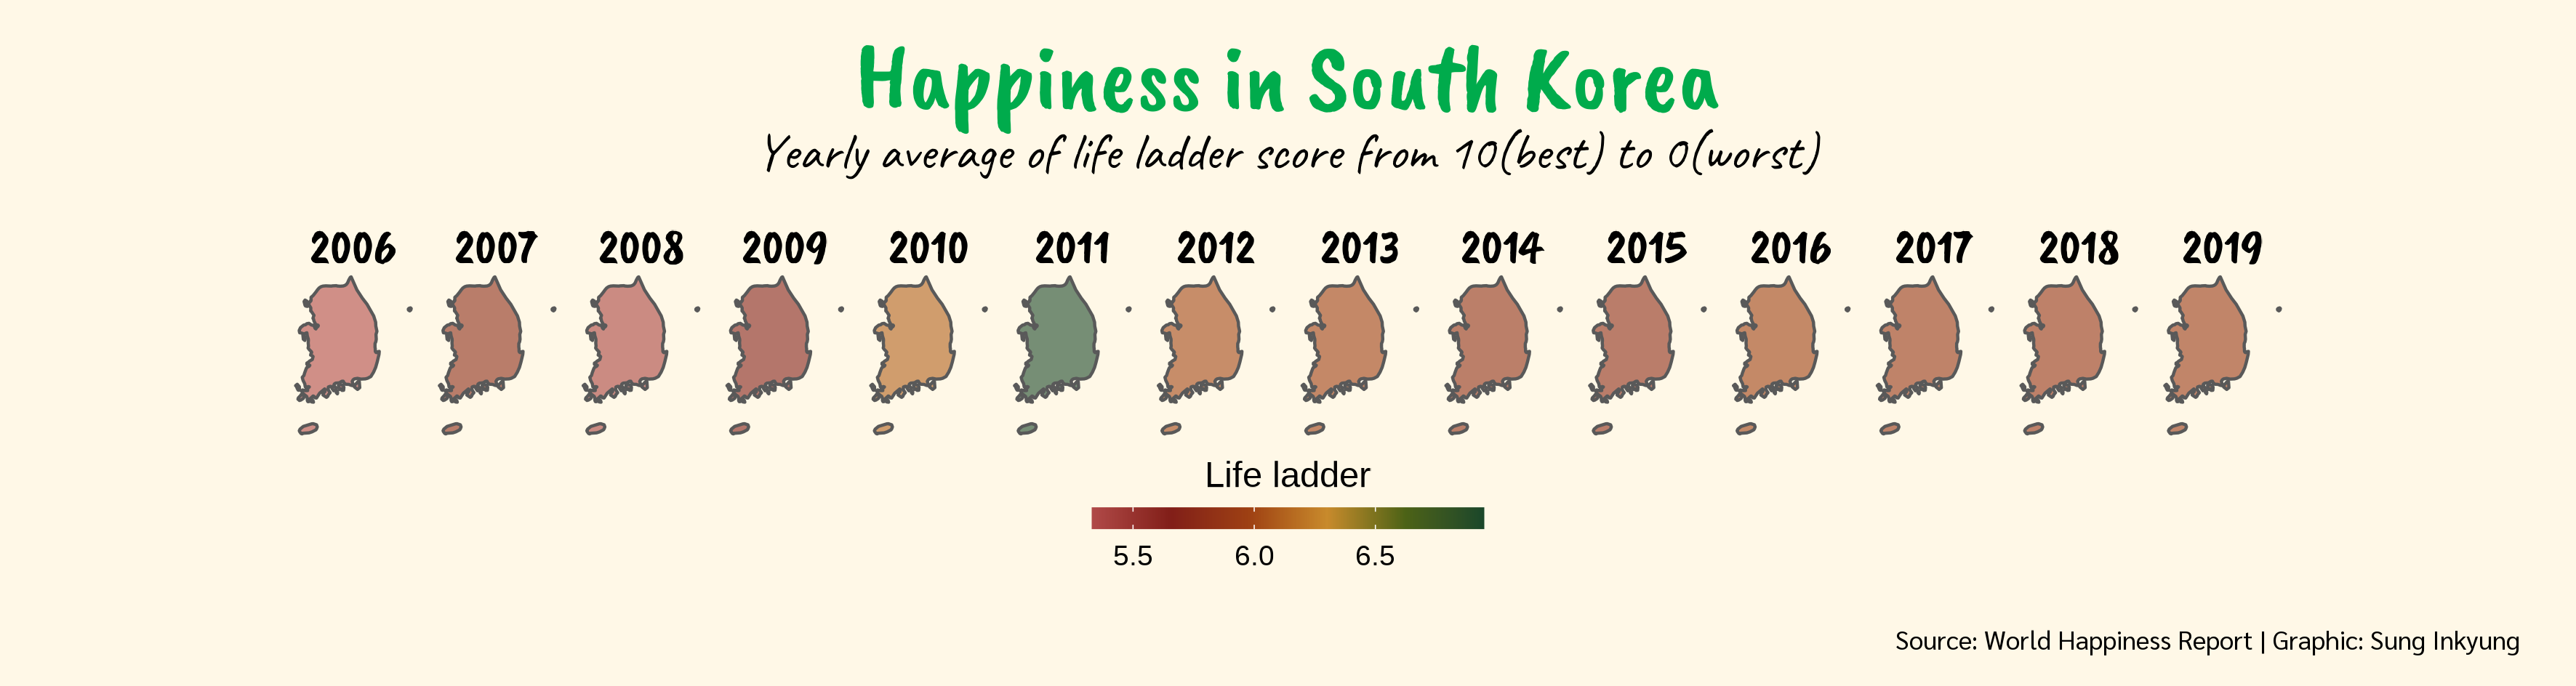 Happiness in South Korea
Yearly average of life ladder score from 10(best) to 0(worst)
2006 2007 2008 2009 2010 2011 2012 2013 2014 2015 2016 2017 2018 2019
Life ladder
5.5 6.0 6.5
Source: World Happiness Report | Graphic: Sung Inkyung